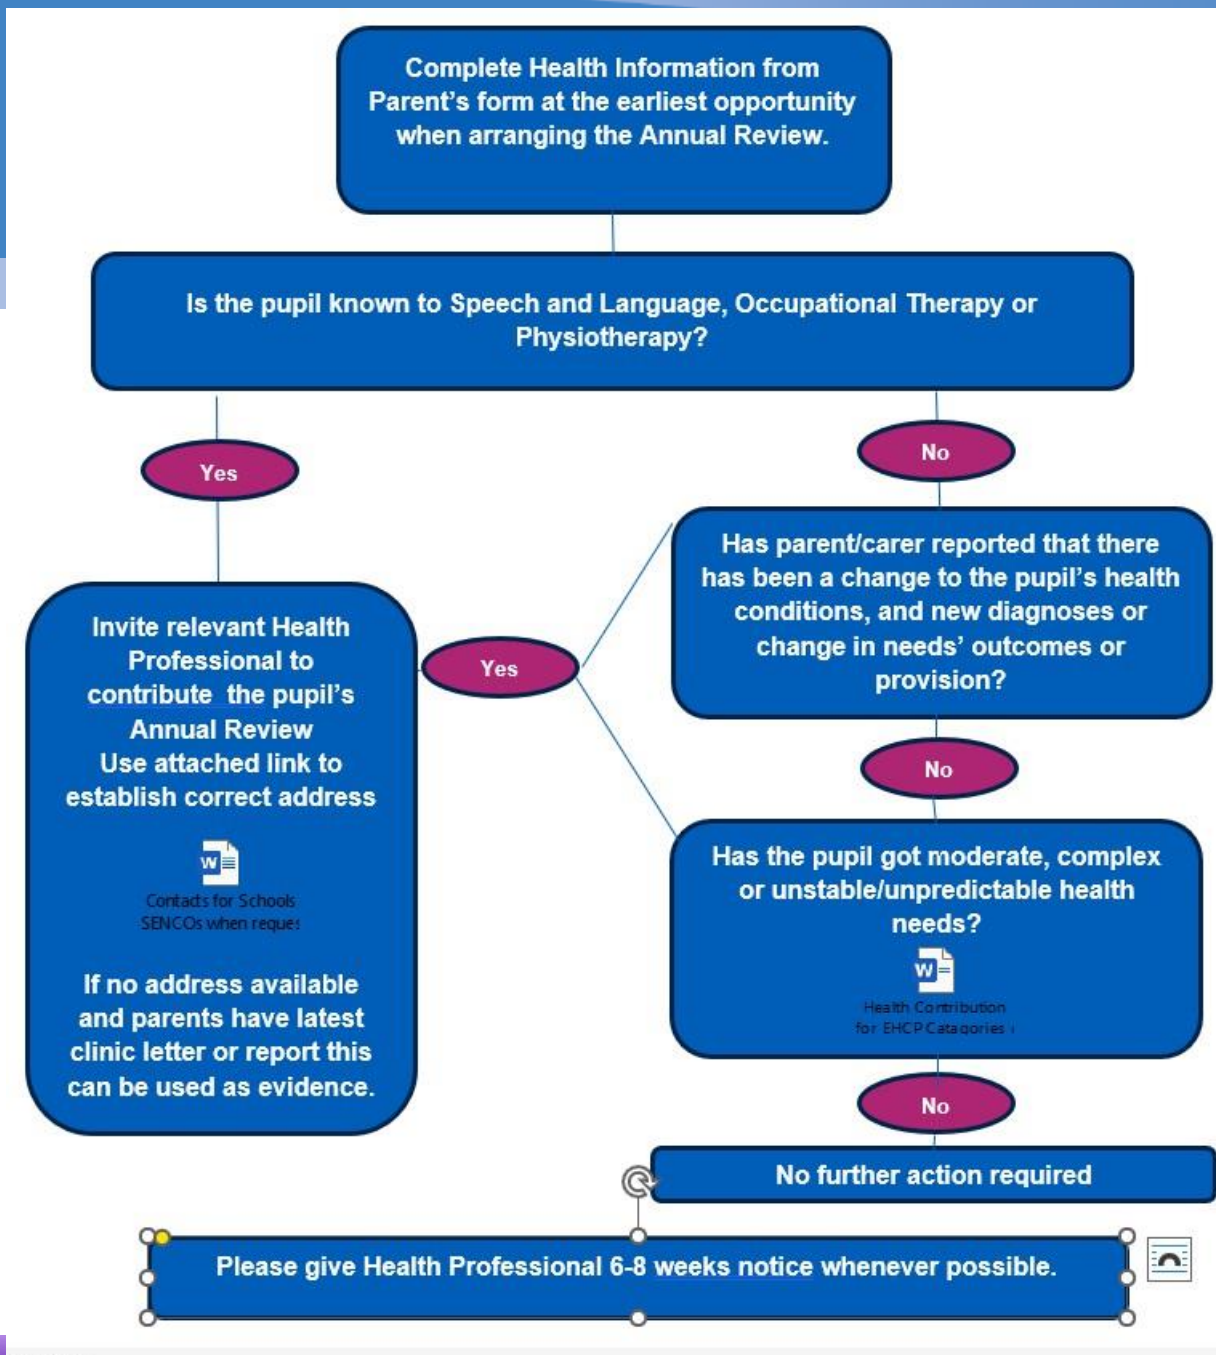 Complete Health Information from
Parent's form at the earliest opportunity
when arranging the Annual Review.
Is the pupil known to Speech and Language, Occupational Therapy or
Physiotherapy?
Yes
No
Invite relevant Health
Professional to
contribute the pupil's
Annual Review
Use attached link to
establish correct address
W
Contacts for Schools
SENCOs when reques
If no address available
and parents have latest
clinic letter or report this
can be used as evidence.
Yes
Has parent/carer reported that there
has been a change to the pupil's health
conditions, and new diagnoses or
change in needs' outcomes or
provision?
No
Has the pupil got moderate, complex
or unstable/unpredictable health
needs?
W
Health Contribution
for EHCP Catagories
No
No further action required
Please give Health Professional 6-8 weeks notice whenever possible.